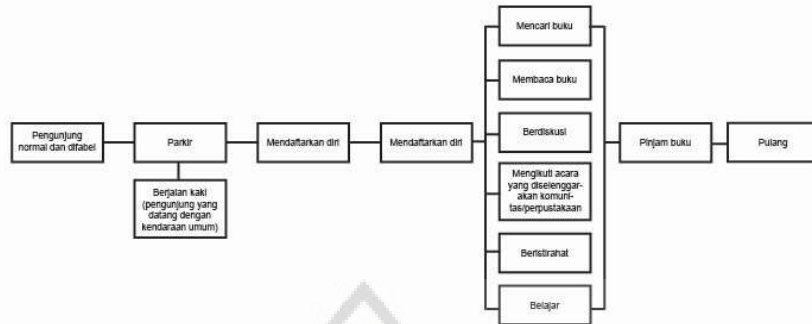 Pengunjung
normal dan difabel
Parkir
Berjalan kaki
(pengunjung yang
datang dengan
kendaraan umum)
Mendaftarkan diri
Mendaftarkan diri
Mencari buku
Membaca buku
Berdiskusi
Mengikuti acara
yang diselenggar-
akan komuni-
tas/perpustakaan
Beristirahat
Belajar
Pinjam buku
Pulang